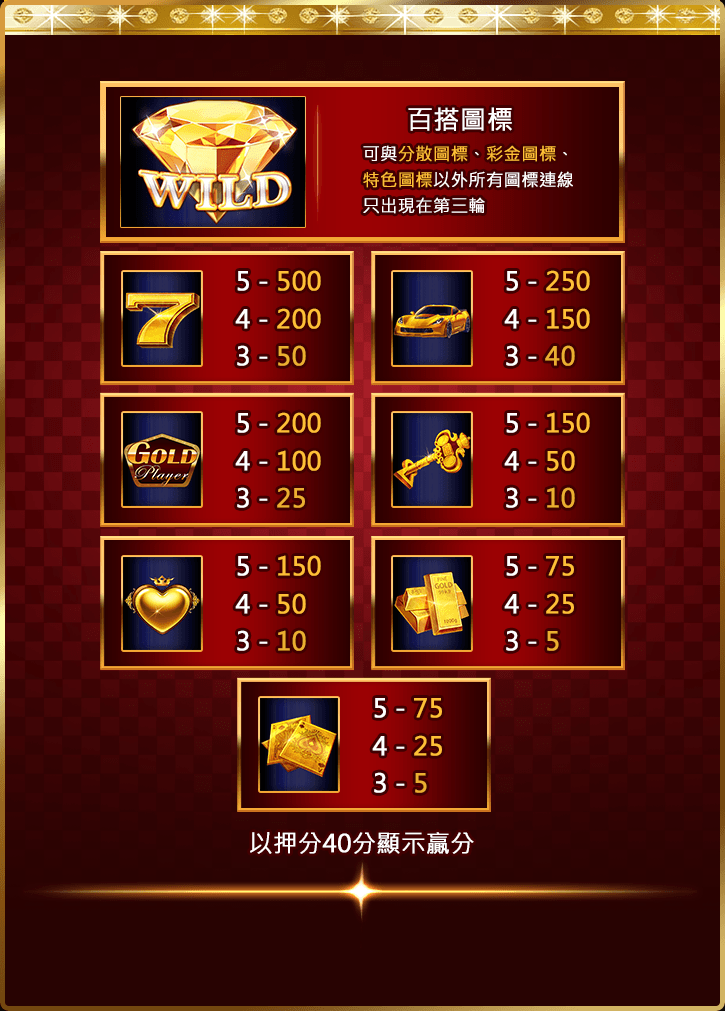 WILD
百搭圖標
可與分散圖標、彩金圖標、
特色圖標以外所有圖標連線
只出現在第三輪
5 - 500
4 - 200
3 - 50
5 - 250
4 - 150
3 - 40
GOLD
Player
5 - 200
4 - 100
3 - 25
5 - 150
4 - 50
3 - 10
5 - 150
4 - 50
3 - 10
FINE
GOLD
1000g
5 - 75
4 - 25
3 - 5
5 - 75
4 - 25
3 - 5
以押分40分顯示贏分